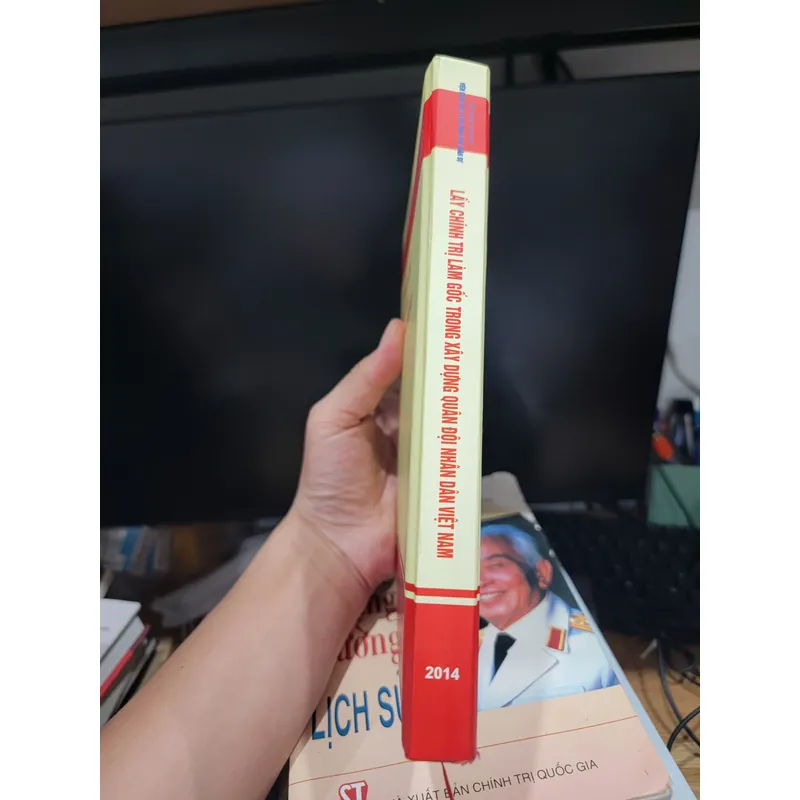 LẤY CHÍNH TRỊ LÀM GỐC TRONG XÂY DỰNG QUÂN ĐỘI NHÂN DÂN VIỆT NAM
2014
LỊCH SỬ
ST
XUẤT BẢN CHÍNH TRỊ QUỐC GIA